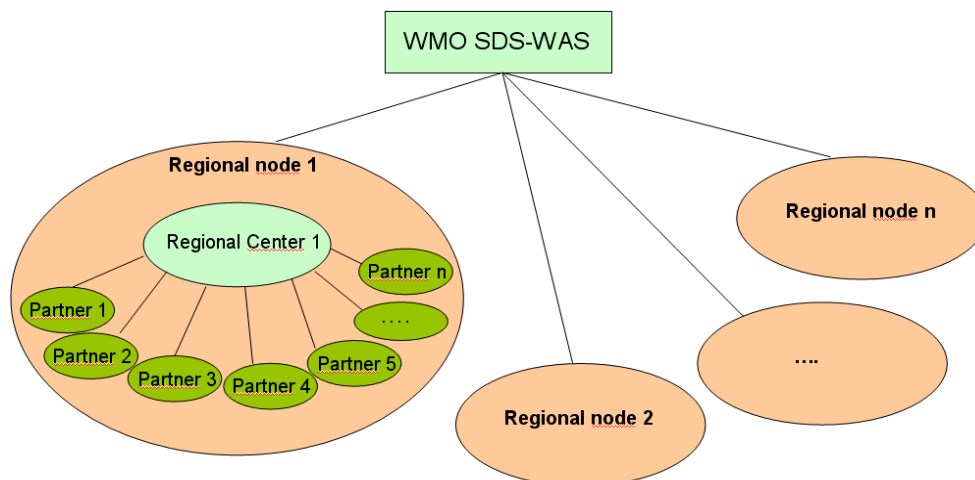 WMO SDS-WAS
Regional node 1
Regional Center 1
Partner n
Partner 1
....
Partner 2
Partner 3
Partner 4
Partner 5
Regional node n
....
Regional node 2